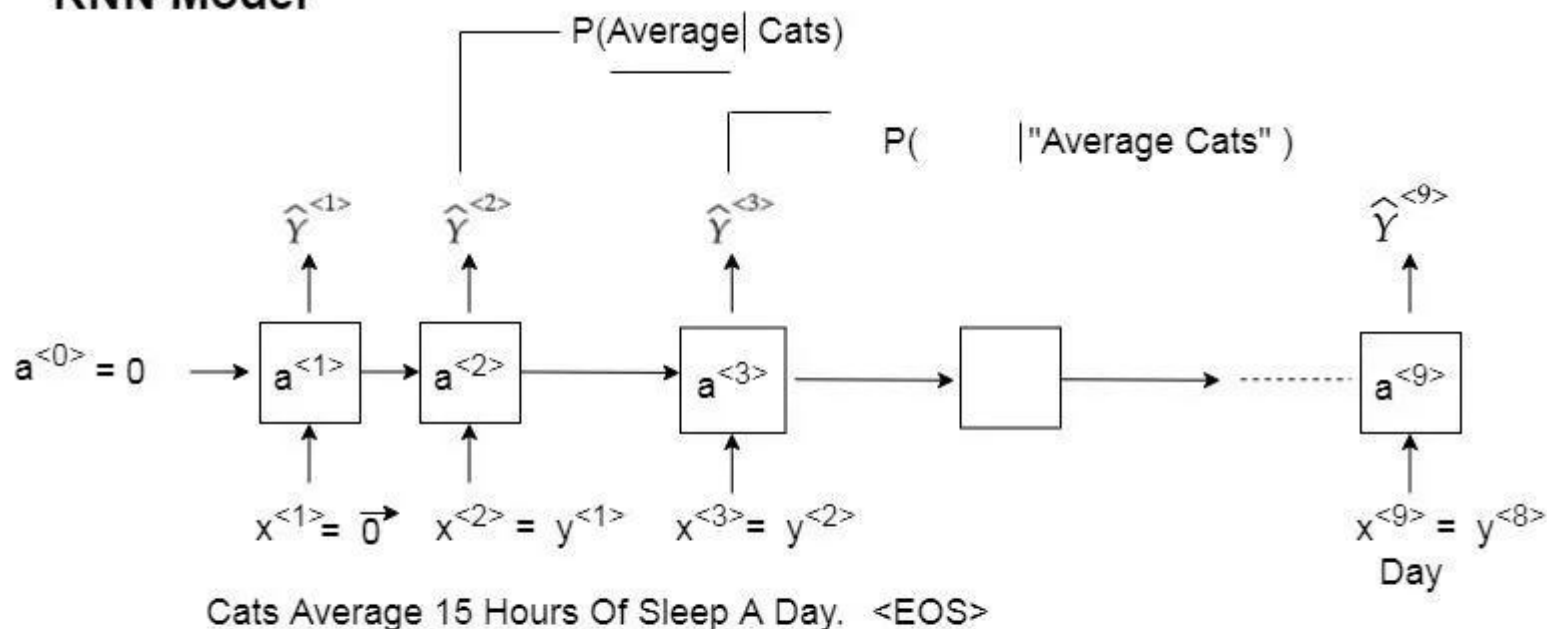 RNN Model
P(Average| Cats)
P( |"Average Cats" )
Ŷ<1> Ŷ<2> Ŷ<3> Ŷ<9>
a<0> = 0 a<1> a<2> a<3> a<9>
x<1> = 0⃗ x<2> = y<1> x<3> = y<2> x<9> = y<8>
Day
Cats Average 15 Hours Of Sleep A Day. <EOS>